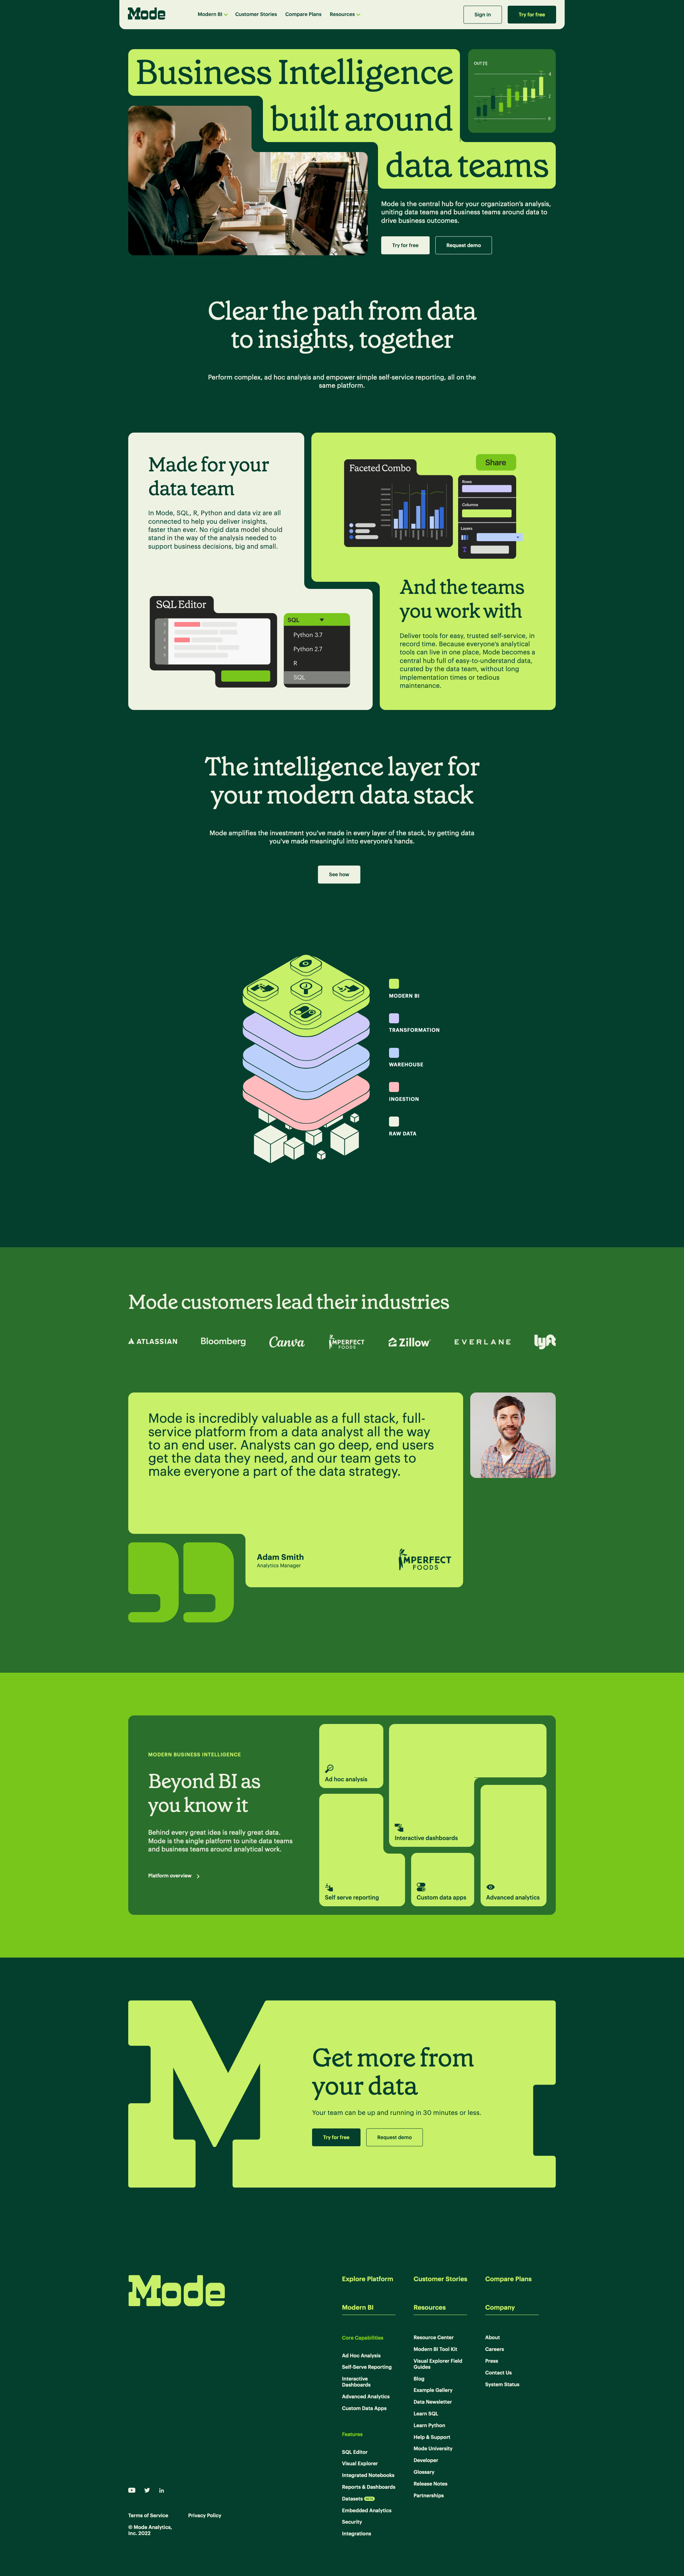 Mode
Modern BI
Customer Stories
Compare Plans
Resources
Sign in
Try for free
Business Intelligence
built around
data teams
OUT [1]
4
2
Mode is the central hub for your organization's analysis,
uniting data teams and business teams around data to
drive business outcomes.
Try for free
Request demo
Clear the path from data
to insights, together
Perform complex, ad hoc analysis and empower simple self-service reporting, all on the
same platform.
Made for your
data team
In Mode, SQL, R, Python and data viz are all
connected to help you deliver insights,
faster than ever. No rigid data model should
stand in the way of the analysis needed to
support business decisions, big and small.
SQL Editor
SQL
Python 3.7
Python 2.7
R
SQL
Faceted Combo
Share
Rows
Columns
Layers
And the teams
you work with
Deliver tools for easy, trusted self-service, in
record time. Because everyone's analytical
tools can live in one place, Mode becomes a
central hub full of easy-to-understand data,
curated by the data team, without long
implementation times or tedious
maintenance.
The intelligence layer for
your modern data stack
Mode amplifies the investment you've made in every layer of the stack, by getting data
you've made meaningful into everyone's hands.
See how
MODERN BI
TRANSFORMATION
WAREHOUSE
INGESTION
RAW DATA
Mode customers lead their industries
ATLASSIAN
Bloomberg
Canva
IMPERFECT
FOODS
Zillow
EVERLANE
lyft
Mode is incredibly valuable as a full stack, full-
service platform from a data analyst all the way
to an end user. Analysts can go deep, end users
get the data they need, and our team gets to
make everyone a part of the data strategy.
Adam Smith
Analytics Manager
IMPERFECT
FOODS
MODERN BUSINESS INTELLIGENCE
Beyond BI as
you know it
Behind every great idea is really great data.
Mode is the single platform to unite data teams
and business teams around analytical work.
Platform overview
Ad hoc analysis
Interactive dashboards
Self serve reporting
Custom data apps
Advanced analytics
M
Get more from
your data
Your team can be up and running in 30 minutes or less.
Try for free
Request demo
Mode
Explore Platform
Customer Stories
Compare Plans
Modern BI
Core Capabilities
Ad Hoc Analysis
Self-Serve Reporting
Interactive
Dashboards
Advanced Analytics
Custom Data Apps
Features
SQL Editor
Visual Explorer
Integrated Notebooks
Reports & Dashboards
Datasets BETA
Embedded Analytics
Security
Integrations
Resources
Resource Center
Modern BI Tool Kit
Visual Explorer Field
Guides
Blog
Example Gallery
Data Newsletter
Learn SQL
Learn Python
Help & Support
Mode University
Developer
Glossary
Release Notes
Partnerships
Company
About
Careers
Press
Contact Us
System Status
Terms of Service
Privacy Policy
© Mode Analytics,
Inc. 2022